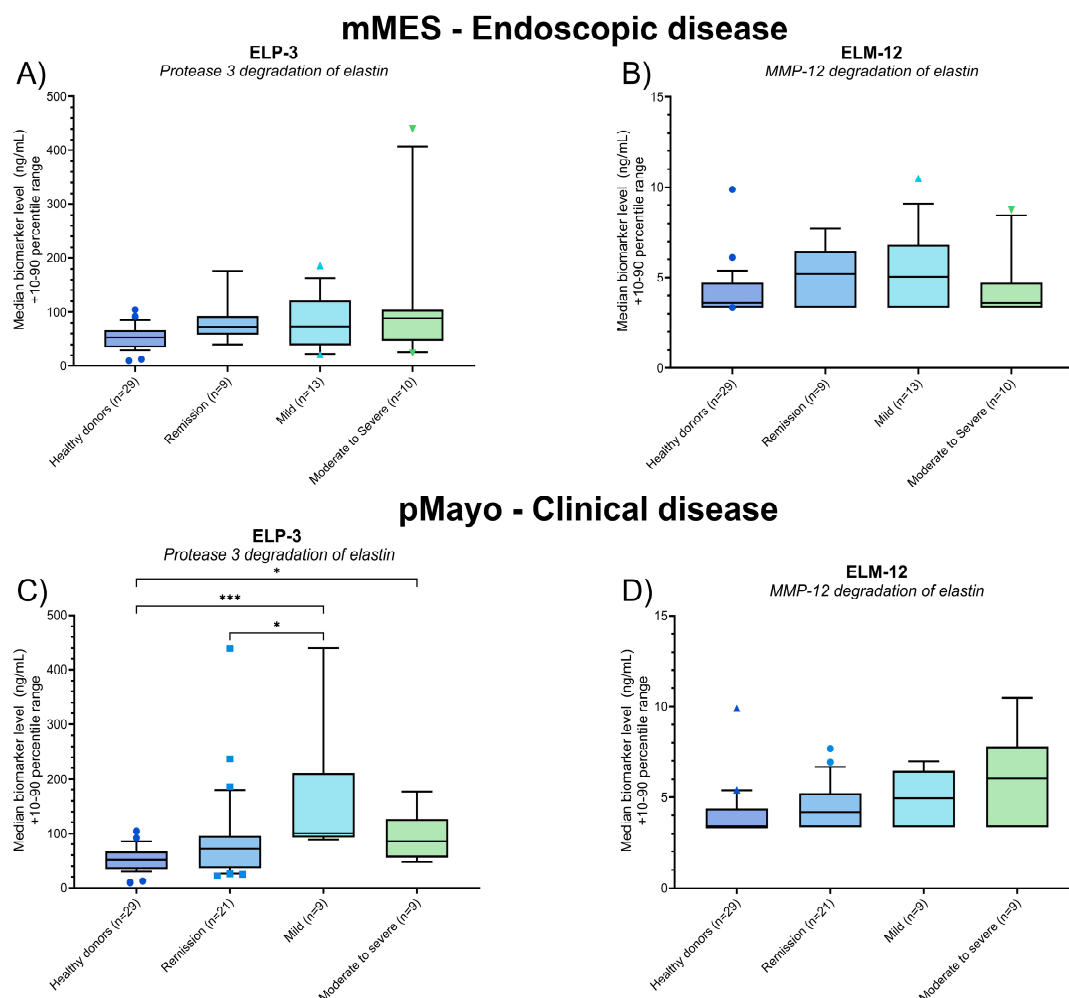 mMES - Endoscopic disease
A)
ELP-3
Protease 3 degradation of elastin
Median biomarker level (ng/mL)
+10-90 percentile range
500
400
300
200
100
0
Healthy donors (n=29)
Remission (n=9)
Mild (n=13)
Moderate to Severe (n=10)
B)
ELM-12
MMP-12 degradation of elastin
Median biomarker level (ng/mL)
+10-90 percentile range
15
10
5
0
Healthy donors (n=29)
Remission (n=9)
Mild (n=13)
Moderate to Severe (n=10)
pMayo - Clinical disease
C)
ELP-3
Protease 3 degradation of elastin
*
***
*
Median biomarker level (ng/mL)
+10-90 percentile range
500
400
300
200
100
0
Healthy donors (n=29)
Remission (n=21)
Mild (n=9)
Moderate to severe (n=9)
D)
ELM-12
MMP-12 degradation of elastin
Median biomarker level (ng/mL)
+10-90 percentile range
15
10
5
0
Healthy donors (n=29)
Remission (n=21)
Mild (n=9)
Moderate to severe (n=9)